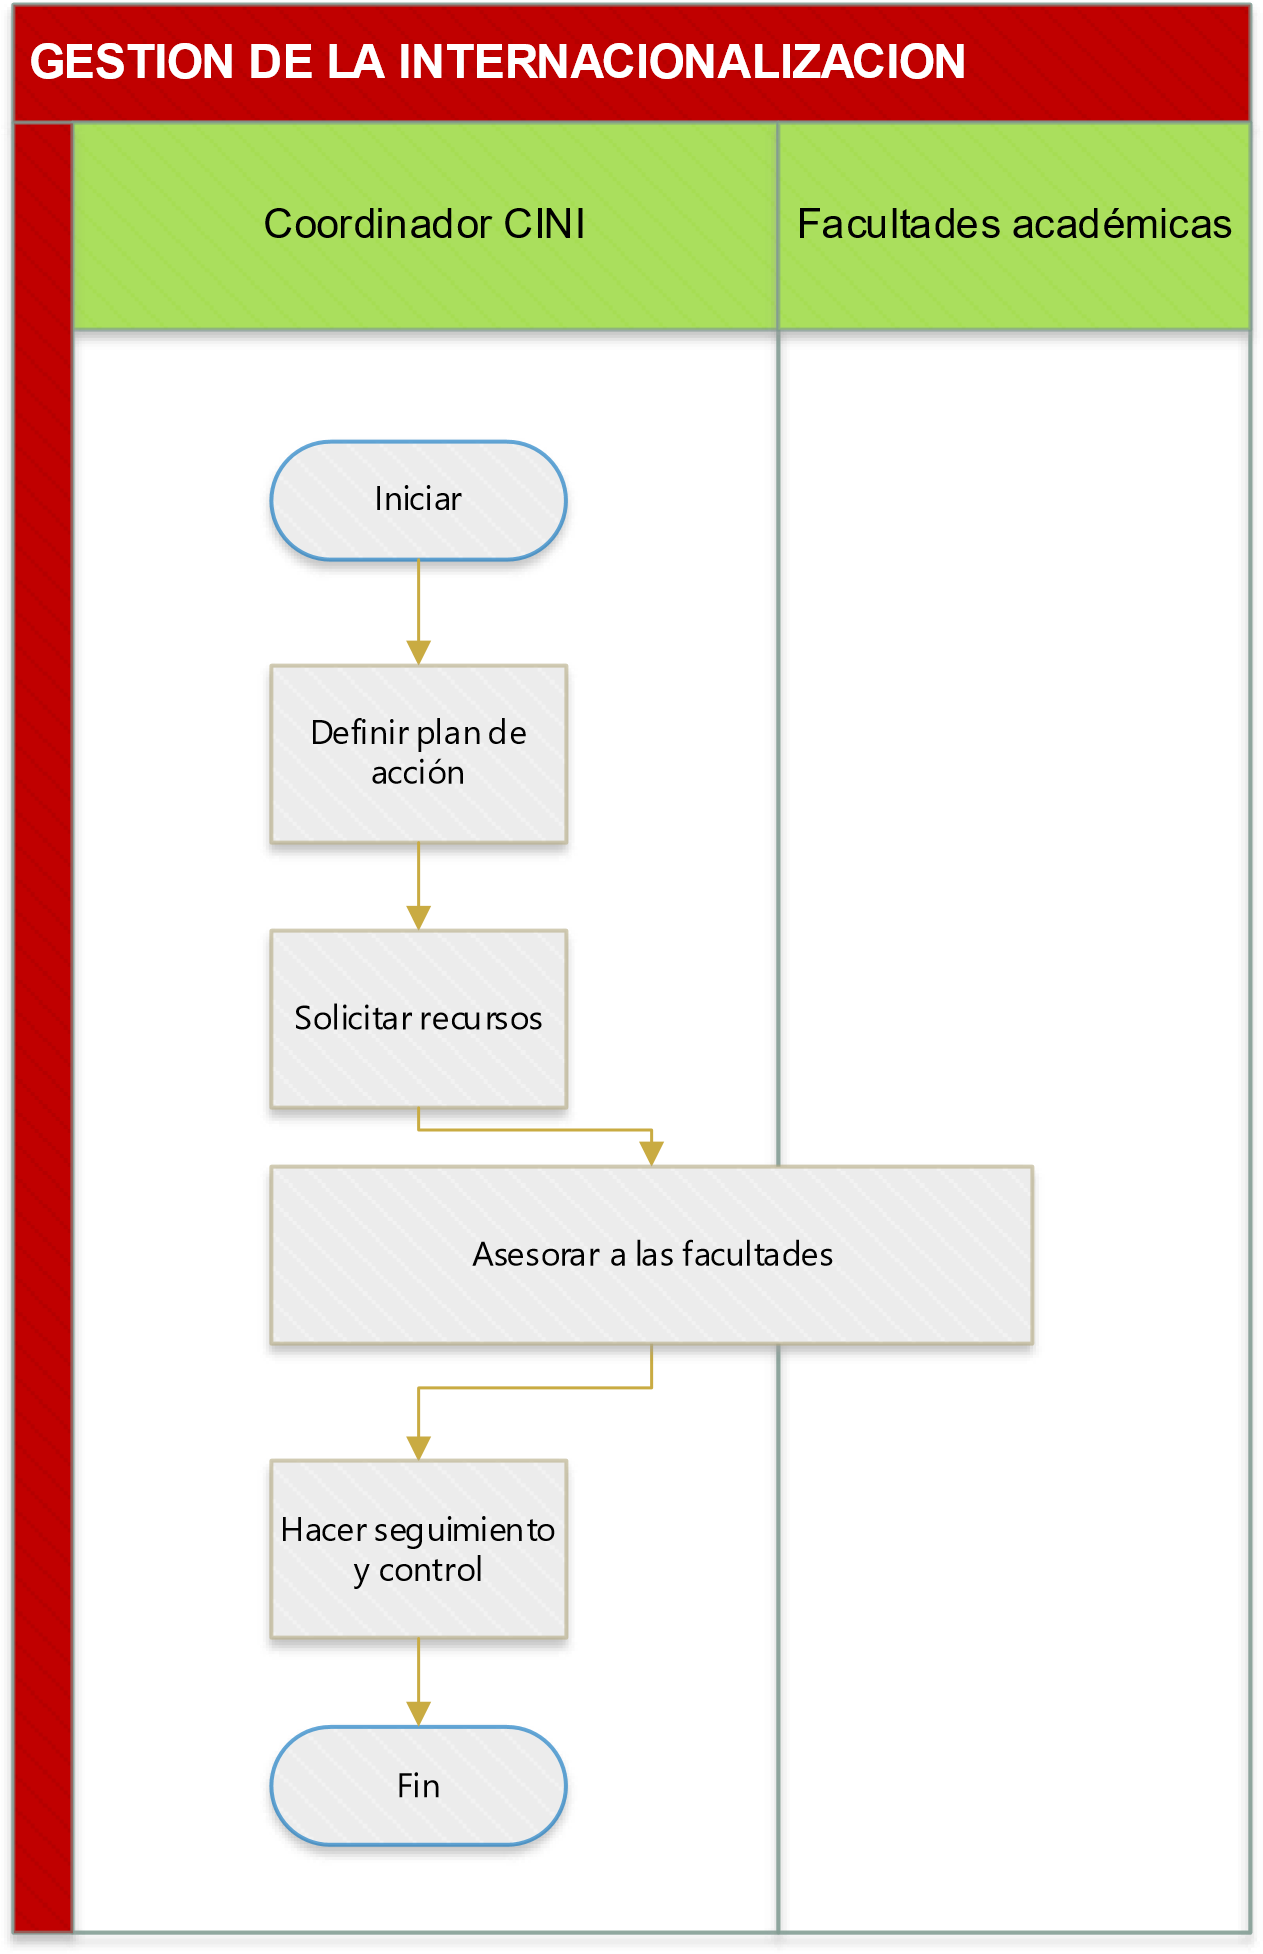 GESTION DE LA INTERNACIONALIZACION
Coordinador CINI
Facultades académicas
Iniciar
Definir plan de
acción
Solicitar recursos
Asesorar a las facultades
Hacer seguimiento
y control
Fin